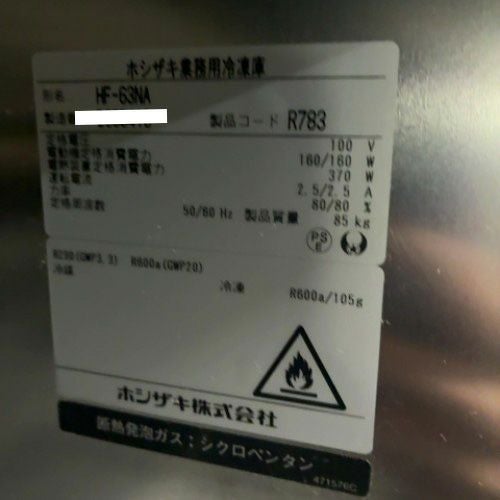 ホシザキ業務用冷凍庫
形名 HF-63NA
製造番 製品コード R783
定格電圧 100 V
電動機定格消費電力 160/160 W
電熱装置定格消費電力 370 W
運転電流 2.5/2.5 A
力率 80/80 %
定格周波数 50/60 Hz 製品質量 85 kg
PSE
R290(GWP3.3) R600a(GWP20)
冷媒 冷凍 R600a/105g
ホシザキ株式会社
断熱発泡ガス:シクロペンタン
471576C